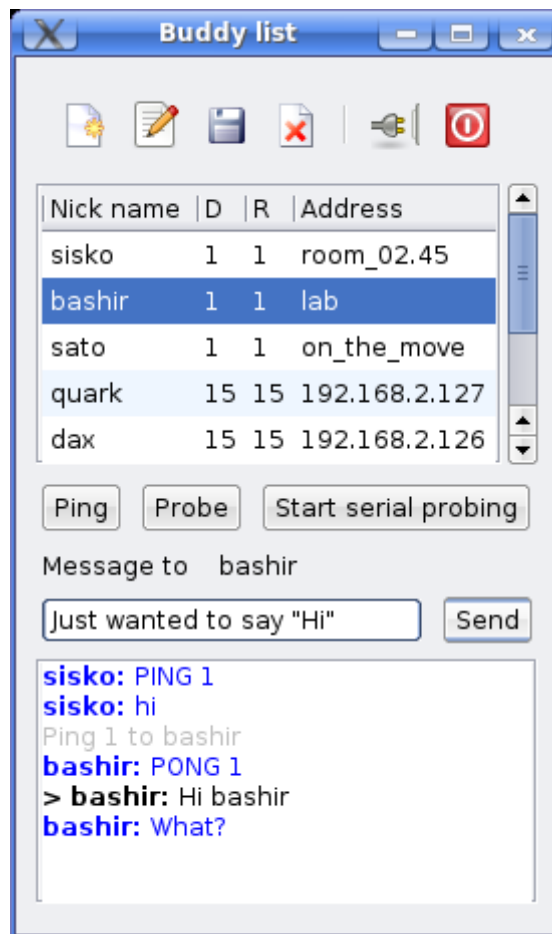 Buddy list
Nick name D R Address
sisko 1 1 room_02.45
bashir 1 1 lab
sato 1 1 on_the_move
quark 15 15 192.168.2.127
dax 15 15 192.168.2.126
Ping Probe Start serial probing
Message to bashir
Just wanted to say "Hi" Send
sisko: PING 1
sisko: hi
Ping 1 to bashir
bashir: PONG 1
> bashir: Hi bashir
bashir: What?